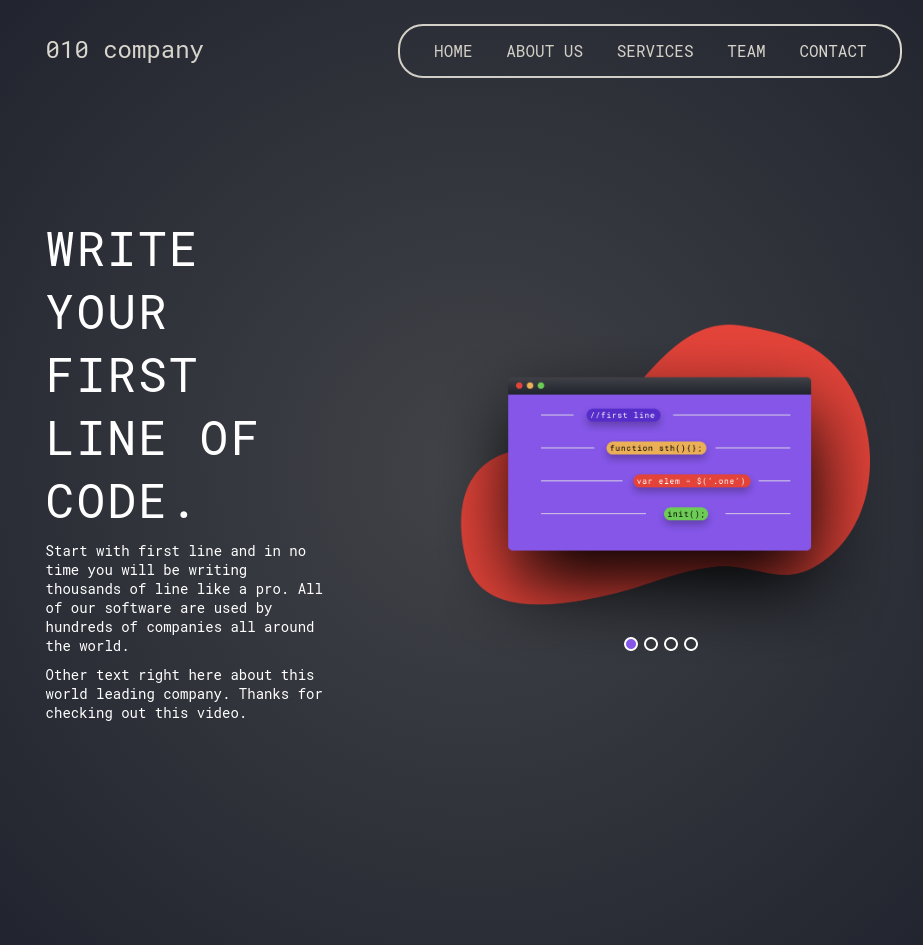 010 company
HOME ABOUT US SERVICES TEAM CONTACT
WRITE
YOUR
FIRST
LINE OF
CODE.
Start with first line and in no
time you will be writing
thousands of line like a pro. All
of our software are used by
hundreds of companies all around
the world.
Other text right here about this
world leading company. Thanks for
checking out this video.
//first line
function sth(){};
var elem = $('.one')
init();